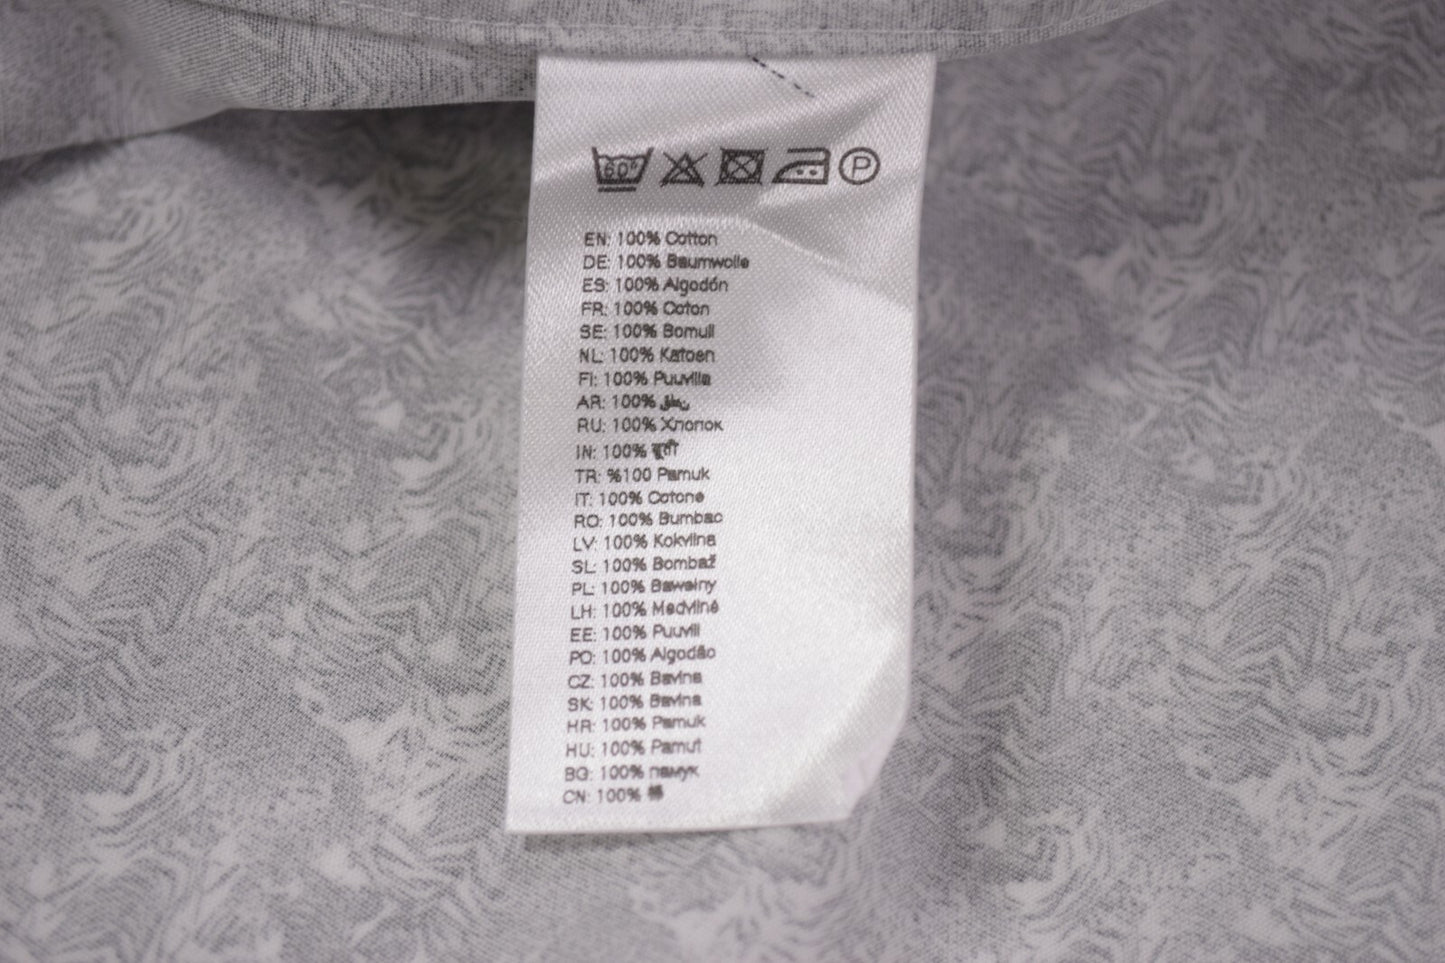 60°
P
EN: 100% Cotton
DE: 100% Baumwolle
ES: 100% Algodón
FR: 100% Coton
SE: 100% Bomull
NL: 100% Katoen
FI: 100% Puuvilla
AR: 100%
RU: 100% Хлопок
IN: 100%
TR: %100 Pamuk
IT: 100% Cotone
RO: 100% Bumbac
LV: 100% Kokvilna
SL: 100% Bombaž
PL: 100% Bawełny
LH: 100% Medvilnė
EE: 100% Puuvill
PO: 100% Algodão
CZ: 100% Bavlna
SK: 100% Bavlna
HR: 100% Pamuk
HU: 100% Pamut
BG: 100% памук
CN: 100% 棉